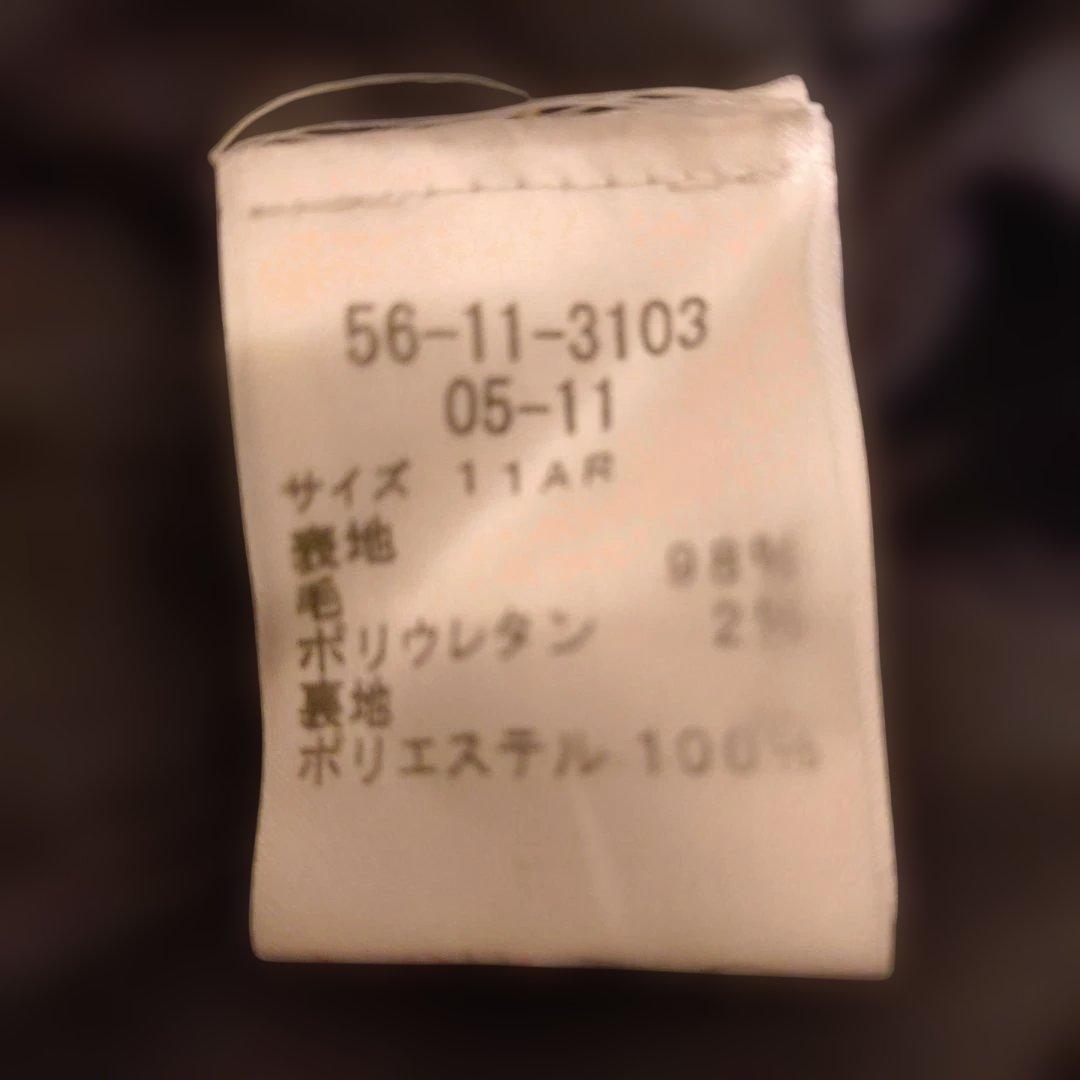 56-11-3103
05-11
サイズ 11AR
表地
毛 98%
ポリウレタン 2%
裏地
ポリエステル 100%